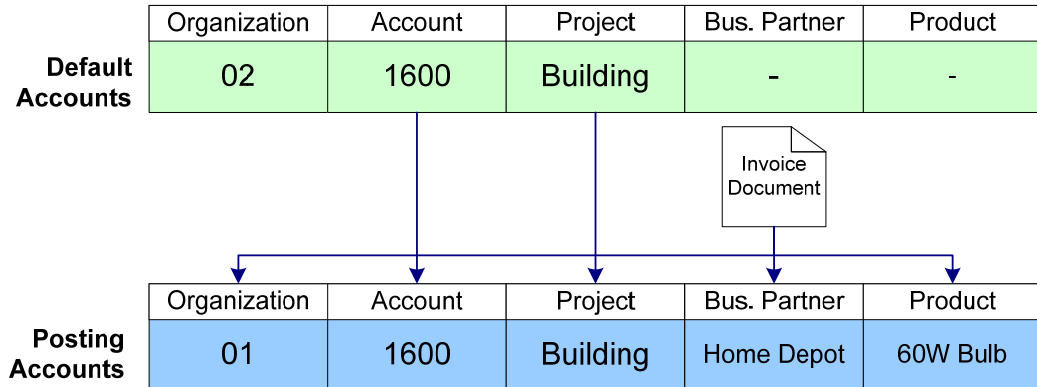 Organization Account Project Bus. Partner Product
Default
Accounts
02 1600 Building - -
Invoice
Document
Organization Account Project Bus. Partner Product
Posting
Accounts
01 1600 Building Home Depot 60W Bulb